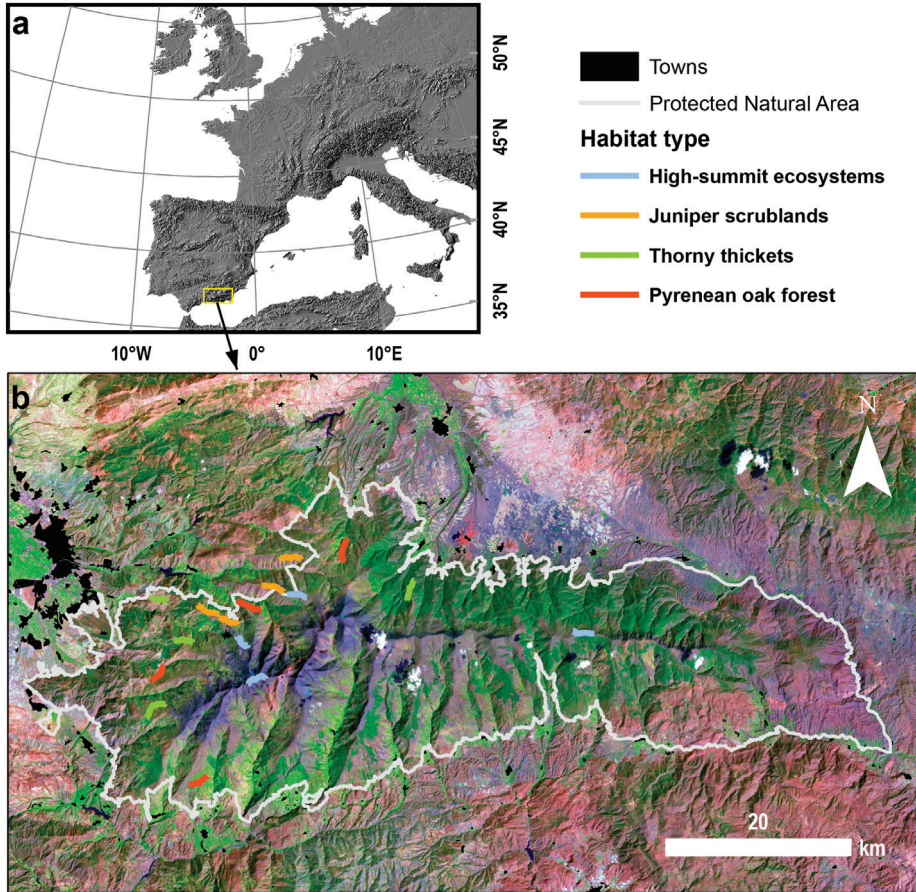 a
50°N
45°N
40°N
35°N
10°W
0°
10°E
Towns
Protected Natural Area
Habitat type
High-summit ecosystems
Juniper scrublands
Thorny thickets
Pyrenean oak forest
b
N
20
km